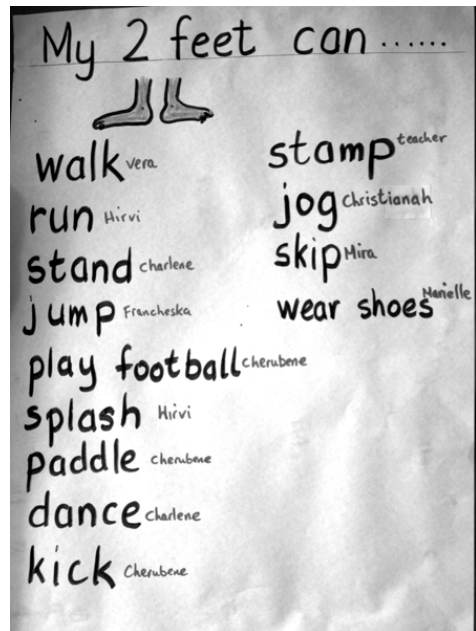 My 2 feet can ......
walk vera
run Hirvi
stand charlene
jump Francheska
play football cherubene
splash Hirvi
paddle cherubene
dance charlene
kick Cherubene
stamp teacher
jog Christianah
skip Mira
wear shoes Marielle